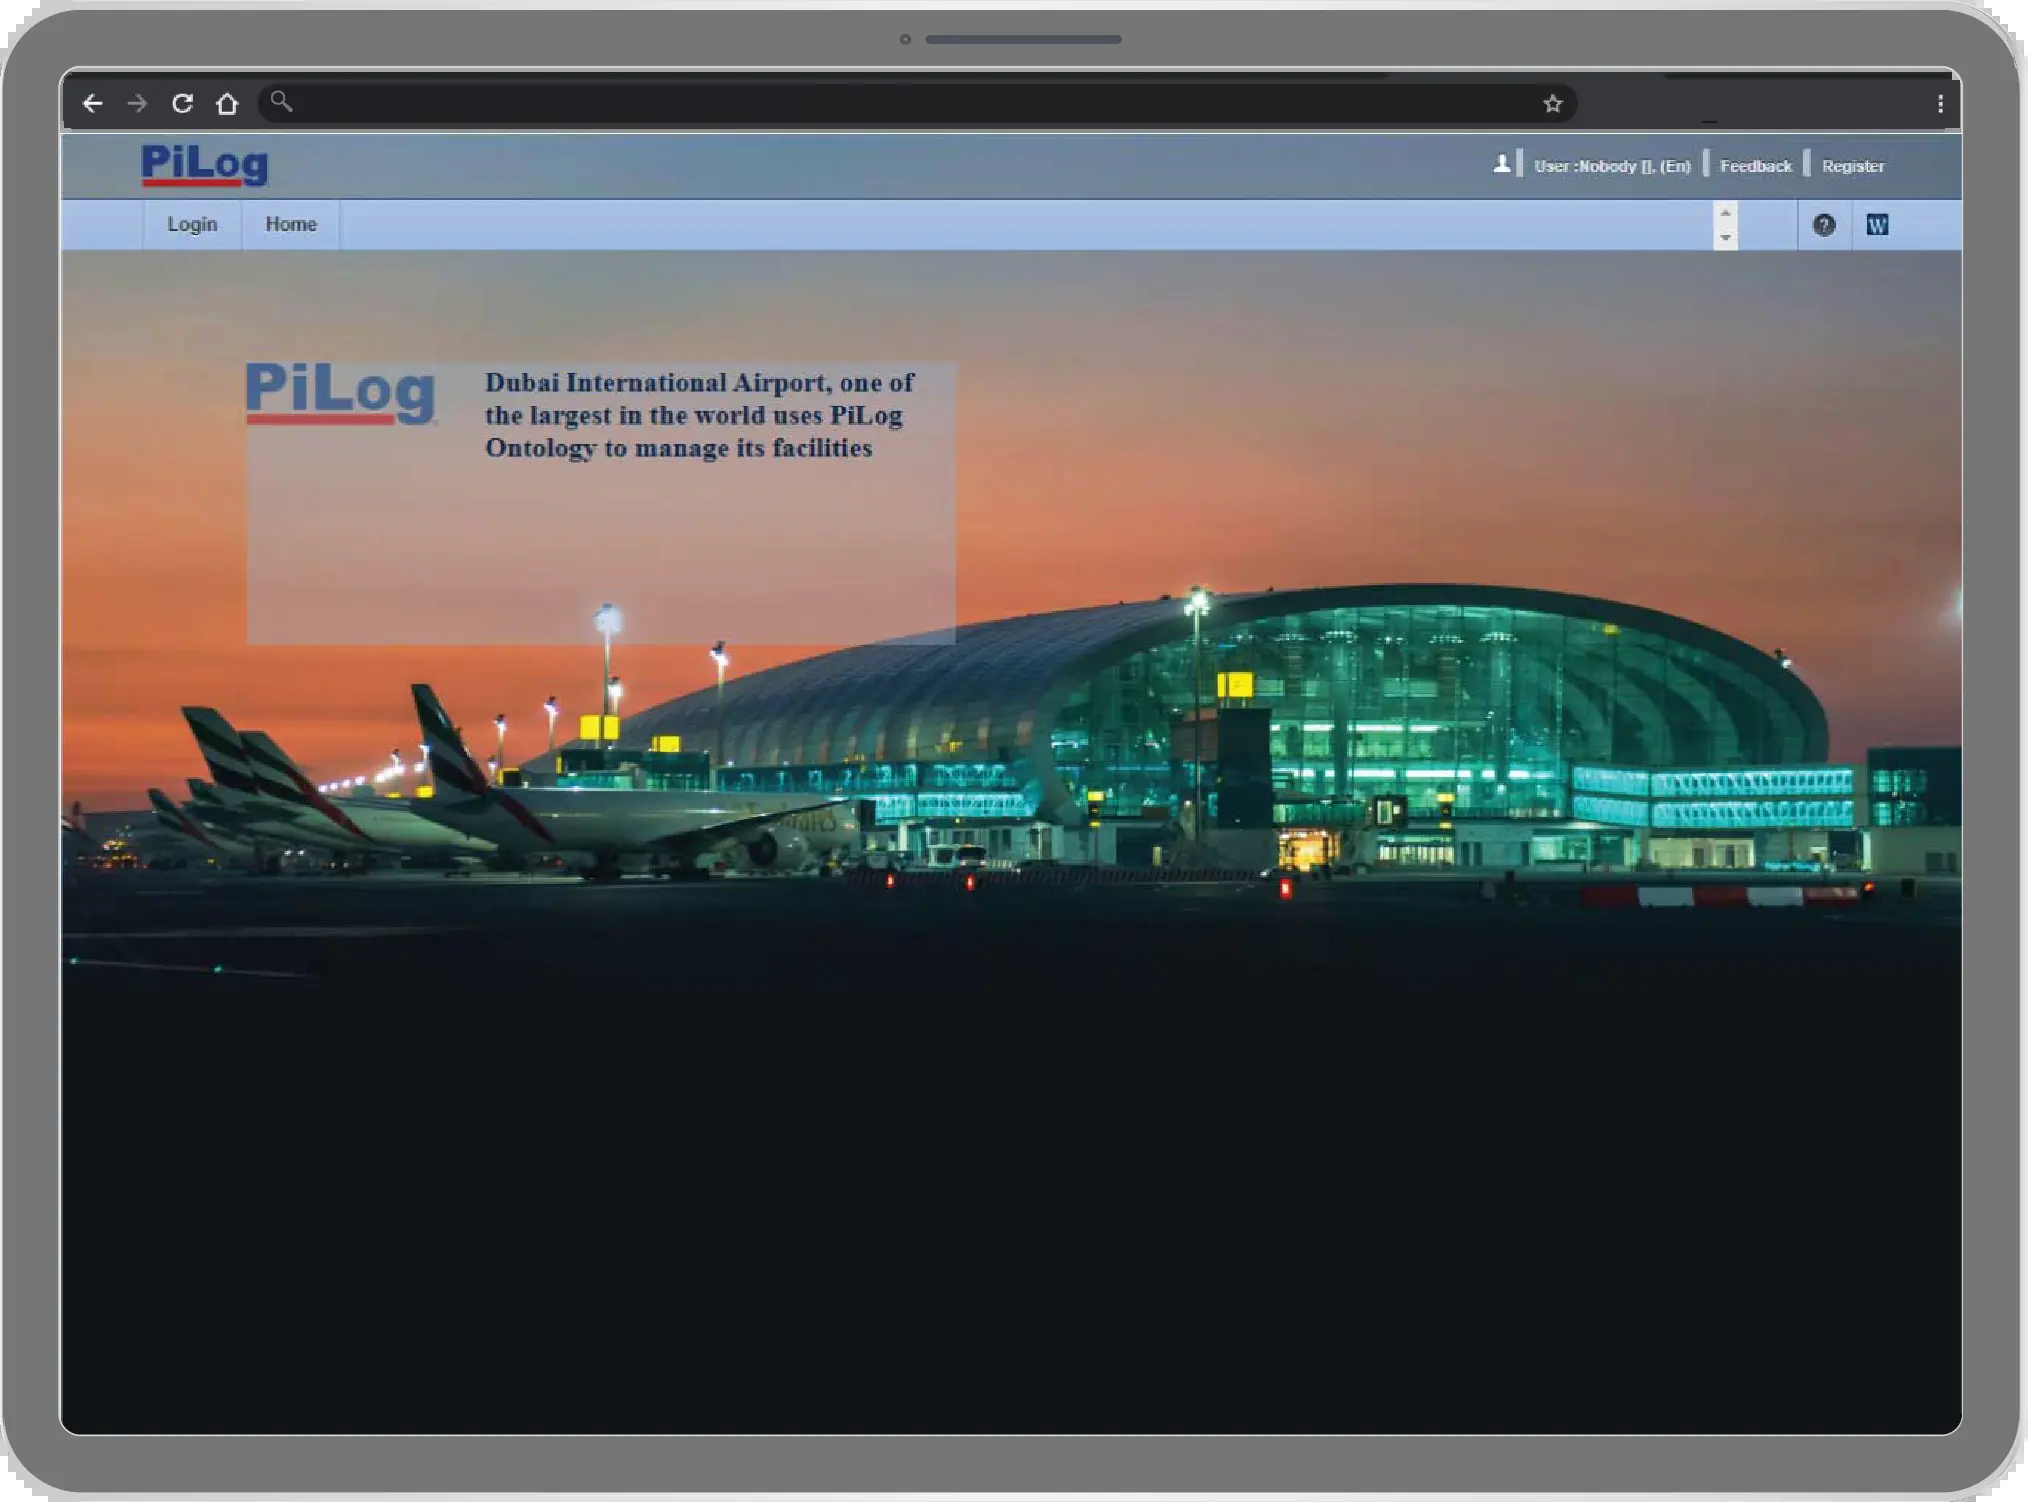 PiLog
User :Nobody [], (En)
Feedback
Register
Login
Home
?
W
PiLog
Dubai International Airport, one of
the largest in the world uses PiLog
Ontology to manage its facilities
Emirates